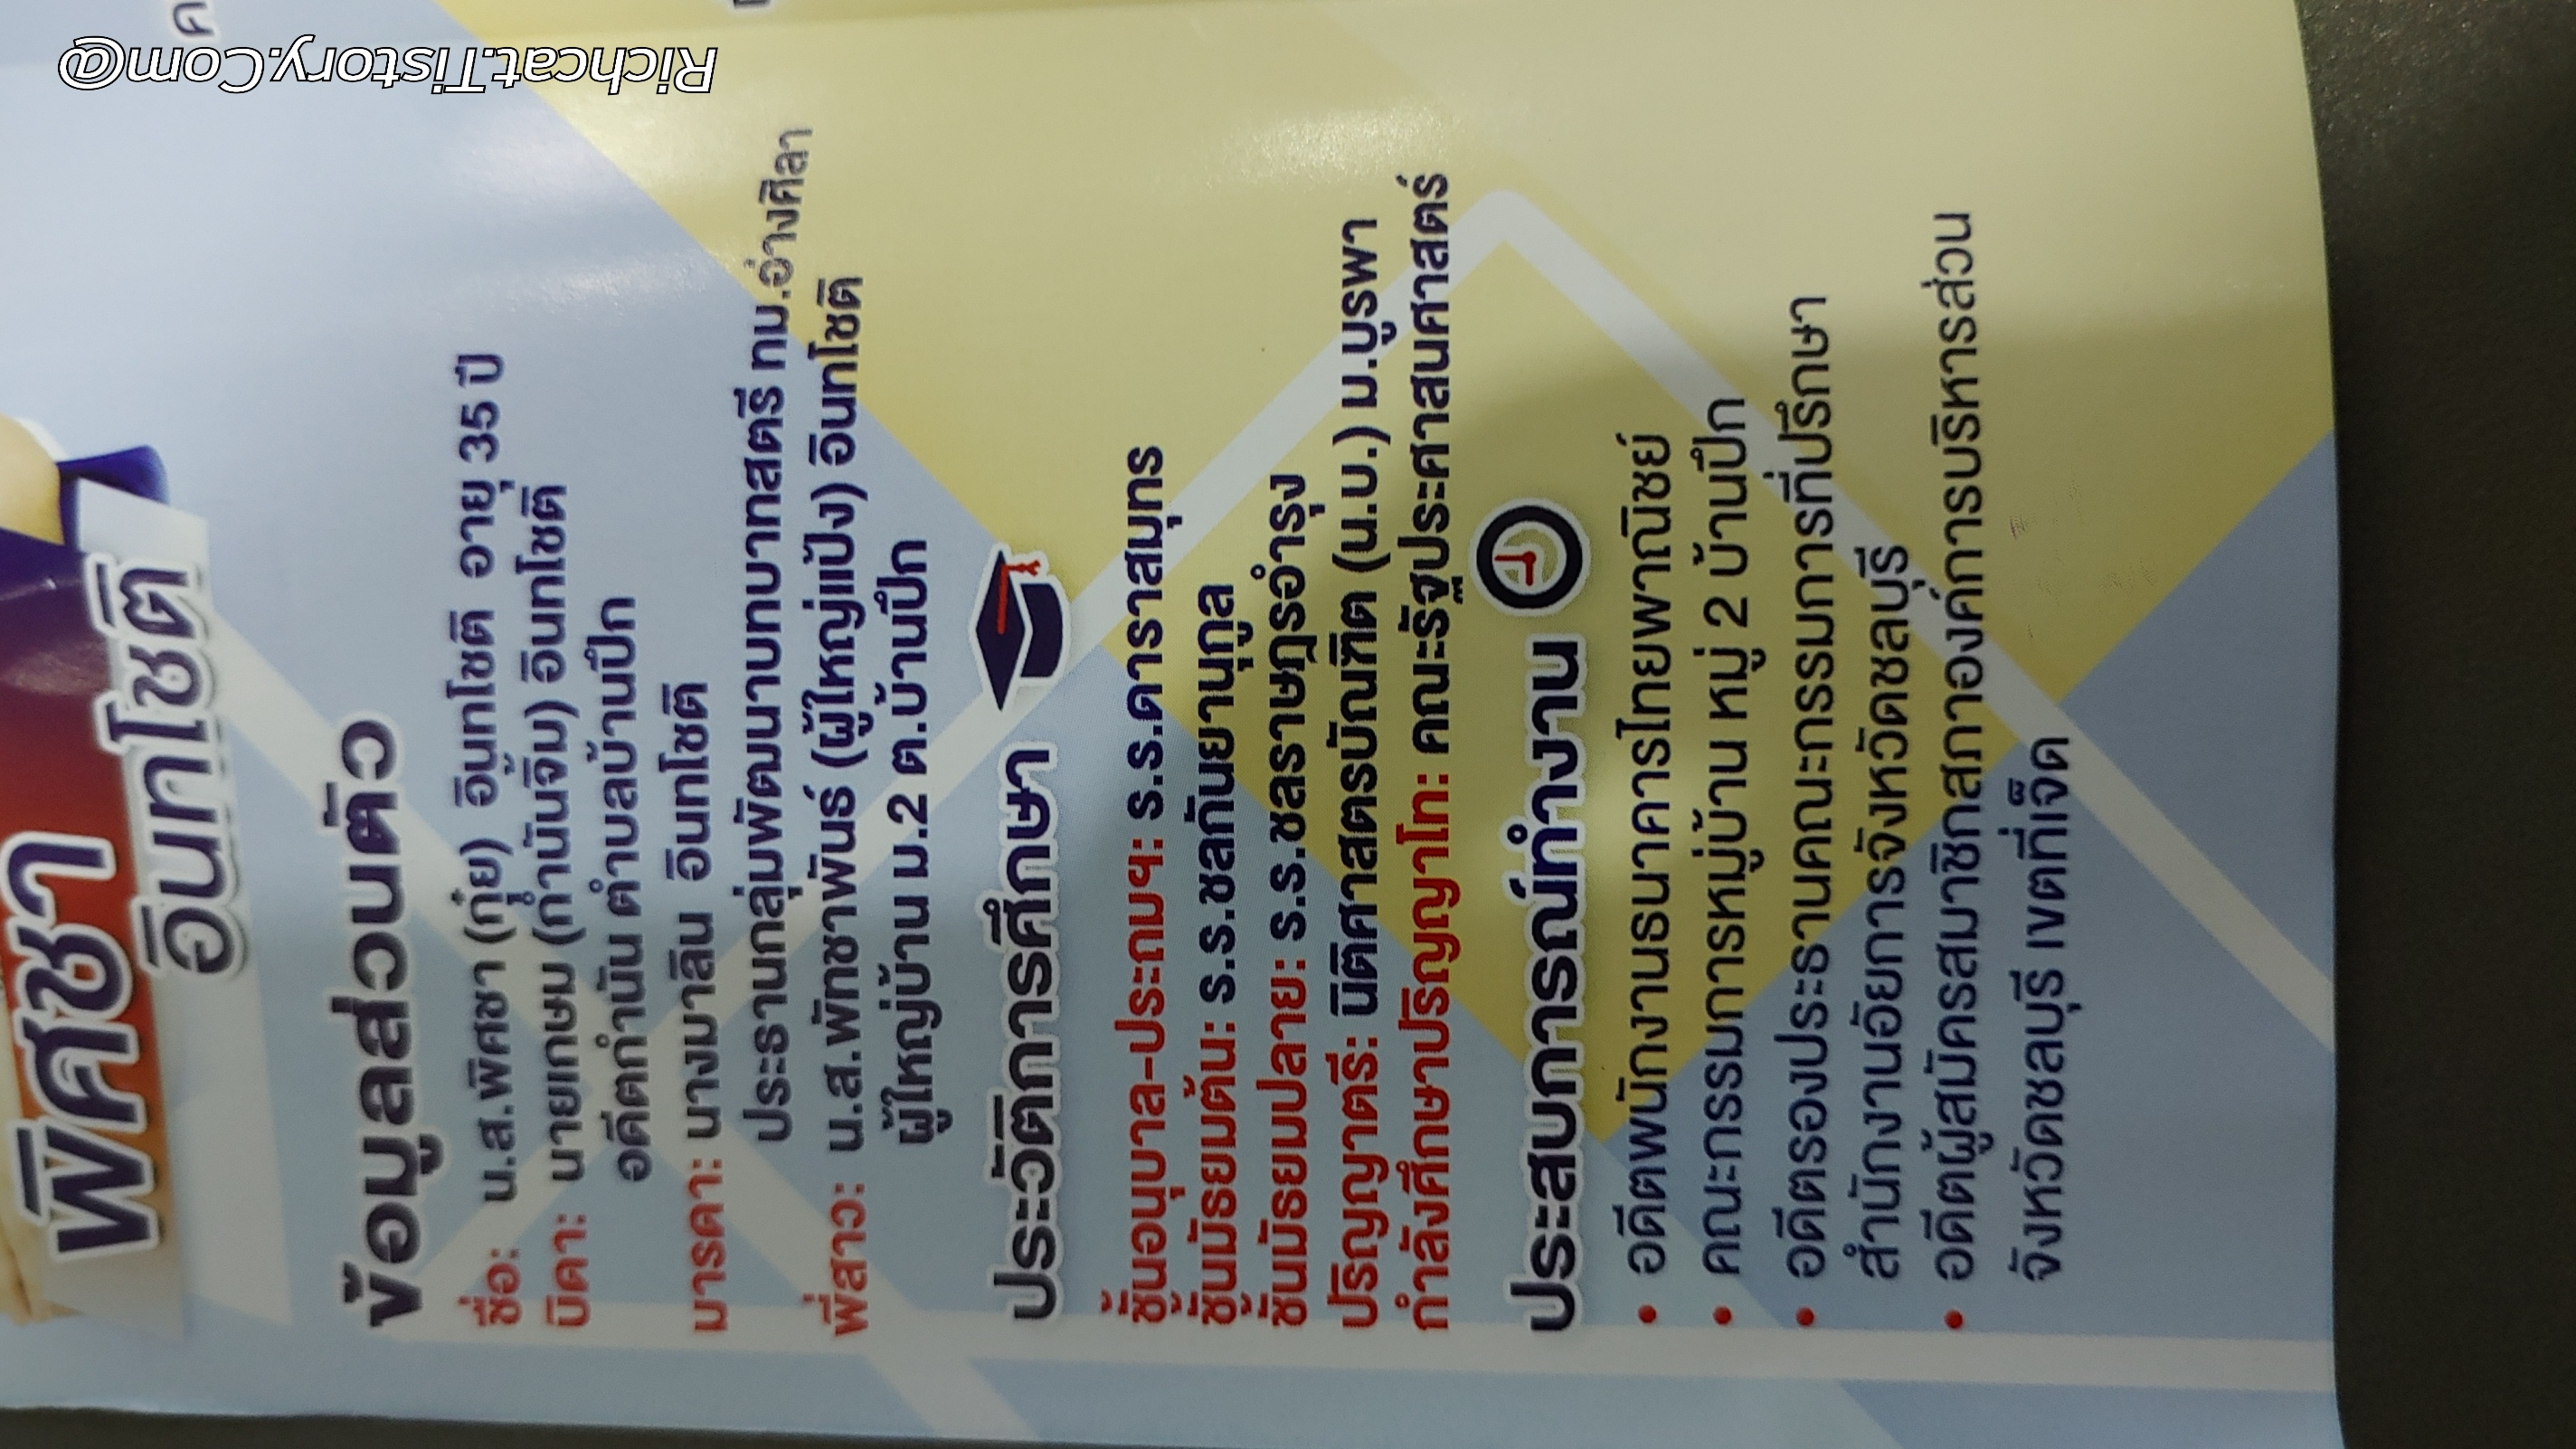 พิศชา
อินทโชติ
ข้อมูลส่วนตัว
ชื่อ: น.ส.พิศชา (กุ๋ย) อินทโชติ อายุ 35 ปี
บิดา: นายเกษม (กำนันจิ้ม) อินทโชติ
อดีตกำนัน ตำบลบ้านปึก
มารดา: นางมาลิน อินทโชติ
ประธานกลุ่มพัฒนาบทบาทสตรี ทม.อ่างศิลา
พี่สาว: น.ส.พัทชาพันธ์ (ผู้ใหญ่แป้ง) อินทโชติ
ผู้ใหญ่บ้าน ม.2 ต.บ้านปึก
ประวัติการศึกษา
ชั้นอนุบาล-ประถมฯ: ร.ร.ดาราสมุทร
ชั้นมัธยมต้น: ร.ร.ชลกันยานุกูล
ชั้นมัธยมปลาย: ร.ร.ชลราษฎรอำรุง
ปริญญาตรี: นิติศาสตรบัณฑิต (น.บ.) ม.บูรพา
กำลังศึกษาปริญญาโท: คณะรัฐประศาสนศาสตร์
ประสบการณ์ทำงาน
• อดีตพนักงานธนาคารไทยพาณิชย์
• คณะกรรมการหมู่บ้าน หมู่ 2 บ้านปึก
• อดีตรองประธานคณะกรรมการที่ปรึกษา
สำนักงานอัยการจังหวัดชลบุรี
• อดีตผู้สมัครสมาชิกสภาองค์การบริหารส่วน
จังหวัดชลบุรี เขตที่เจ็ด
Richcat.Tistory.Com@